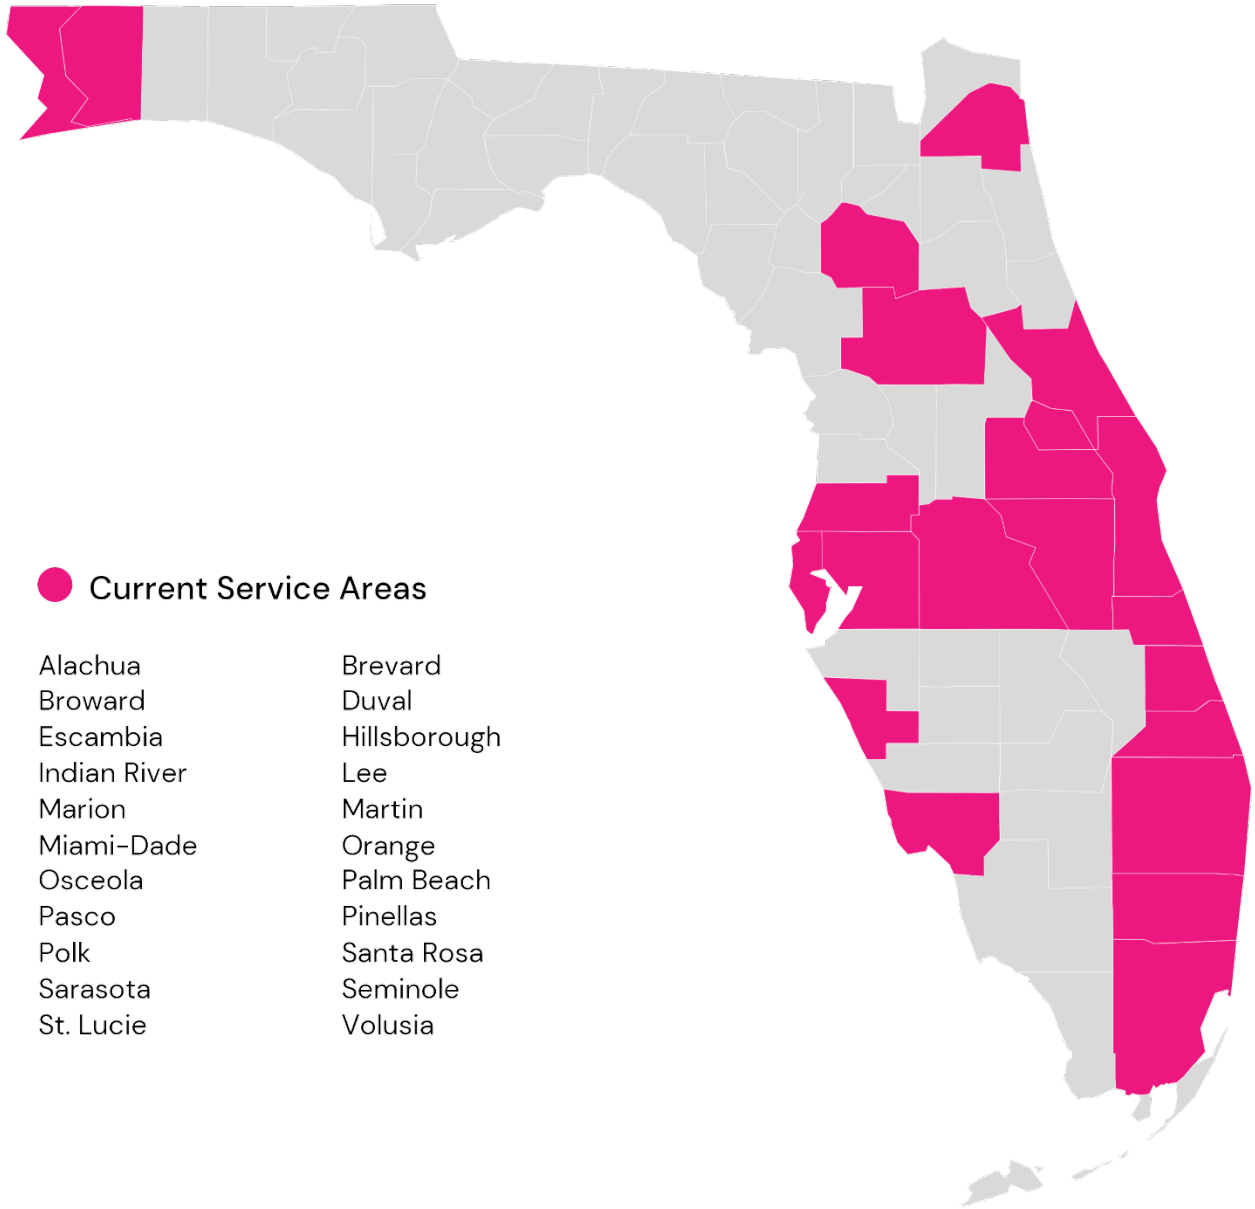 Current Service Areas
Alachua
Brevard
Broward
Duval
Escambia
Hillsborough
Indian River
Lee
Marion
Martin
Miami-Dade
Orange
Osceola
Palm Beach
Pasco
Pinellas
Polk
Santa Rosa
Sarasota
Seminole
St. Lucie
Volusia